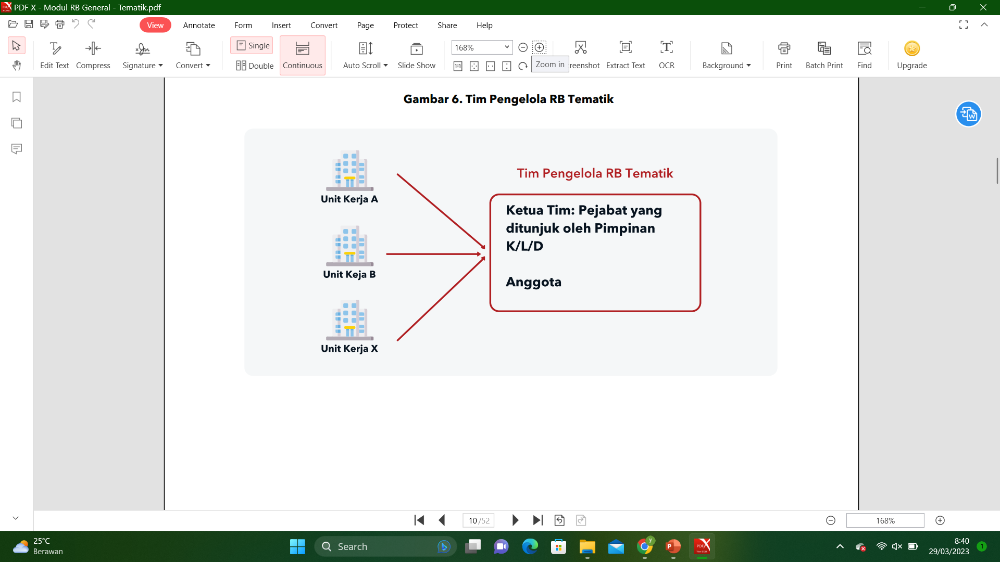 PDF X - Modul RB General - Tematik.pdf
View Annotate Form Insert Convert Page Protect Share Help
Single
168%
Edit Text Compress Signature Convert Double Continuous Auto Scroll Slide Show Zoom in reenshot Extract Text OCR Background Print Batch Print Find Upgrade
Gambar 6. Tim Pengelola RB Tematik
Unit Kerja A
Unit Keja B
Unit Kerja X
Tim Pengelola RB Tematik
Ketua Tim: Pejabat yang
ditunjuk oleh Pimpinan
K/L/D
Anggota
10 /52
168%
25°C
Berawan
Search
8:40
29/03/2023
1